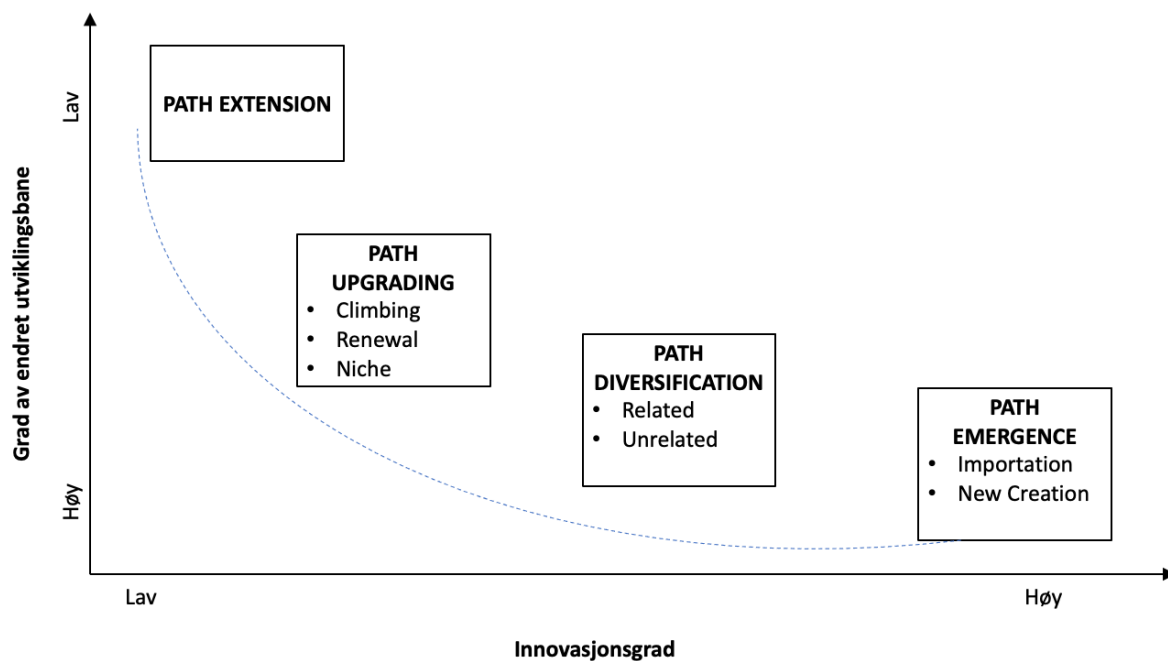 Lav
PATH EXTENSION
Grad av endret utviklingsbane
PATH
UPGRADING
• Climbing
• Renewal
• Niche
PATH
DIVERSIFICATION
• Related
• Unrelated
PATH
EMERGENCE
• Importation
• New Creation
Høy
Lav
Høy
Innovasjonsgrad